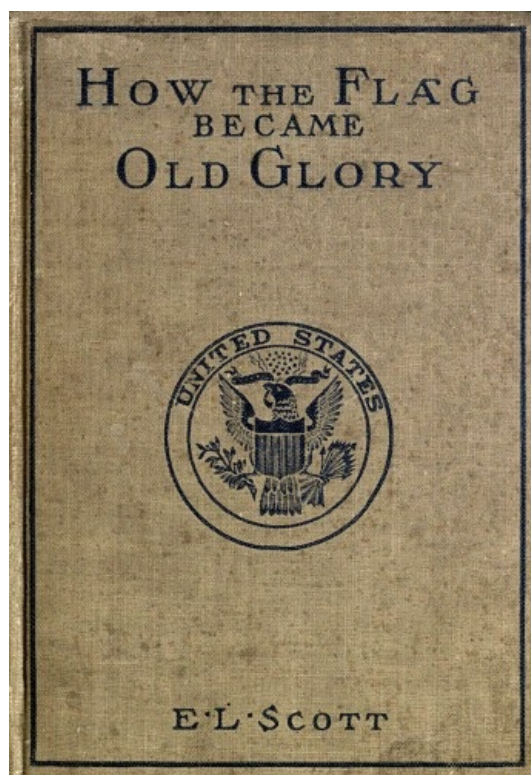 How the Flag
became
Old Glory
UNITED STATES
E·L·Scott